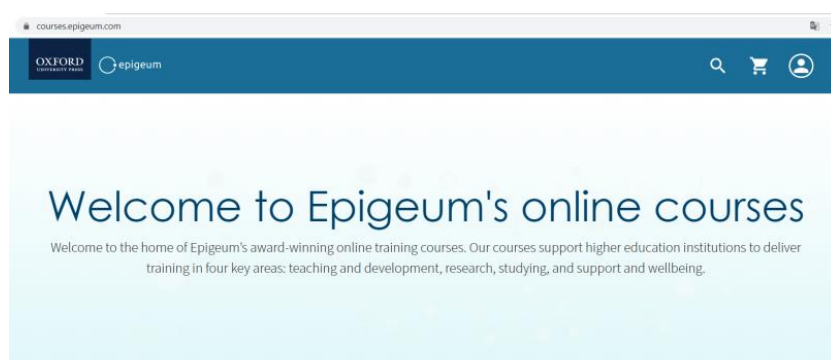 courses.epigeum.com
OXFORD
UNIVERSITY PRESS
epigeum
Welcome to Epigeum's online courses
Welcome to the home of Epigeum's award-winning online training courses. Our courses support higher education institutions to deliver
training in four key areas: teaching and development, research, studying, and support and wellbeing.